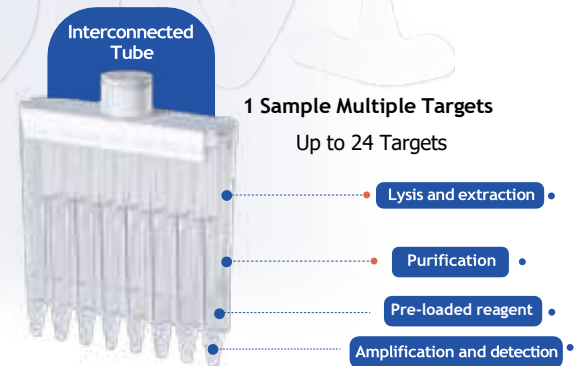 Interconnected
Tube
1 Sample Multiple Targets
Up to 24 Targets
Lysis and extraction
Purification
Pre-loaded reagent
Amplification and detection